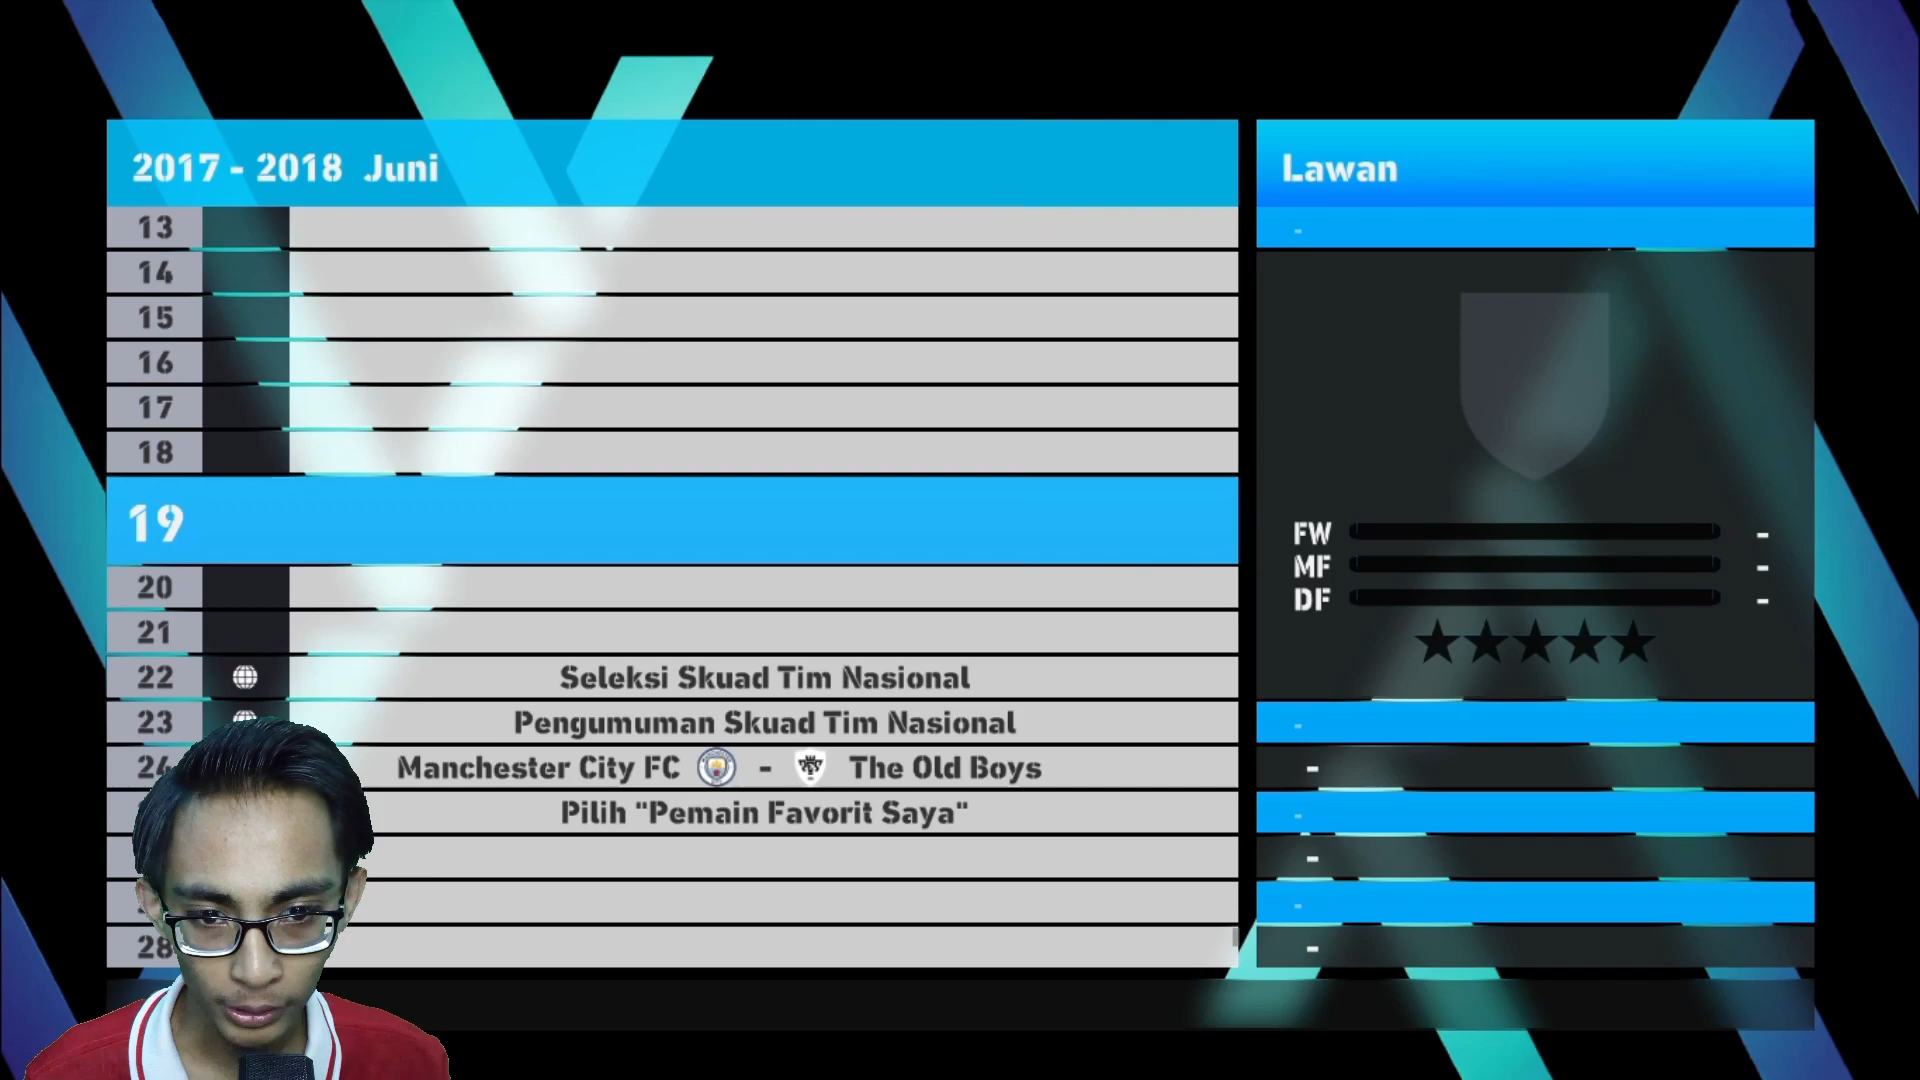 2017 - 2018 Juni
13
14
15
16
17
18
19
20
21
22 Seleksi Skuad Tim Nasional
23 Pengumuman Skuad Tim Nasional
24 Manchester City FC - The Old Boys
Pilih "Pemain Favorit Saya"
28
Lawan
-
FW -
MF -
DF -
-
-
-
-
-
-